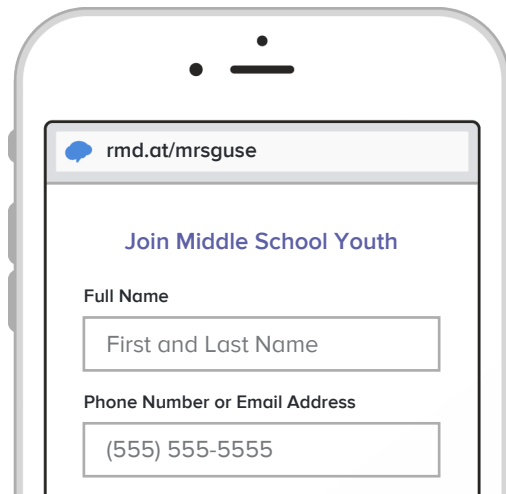 rmd.at/mrsguse
Join Middle School Youth
Full Name
First and Last Name
Phone Number or Email Address
(555) 555-5555